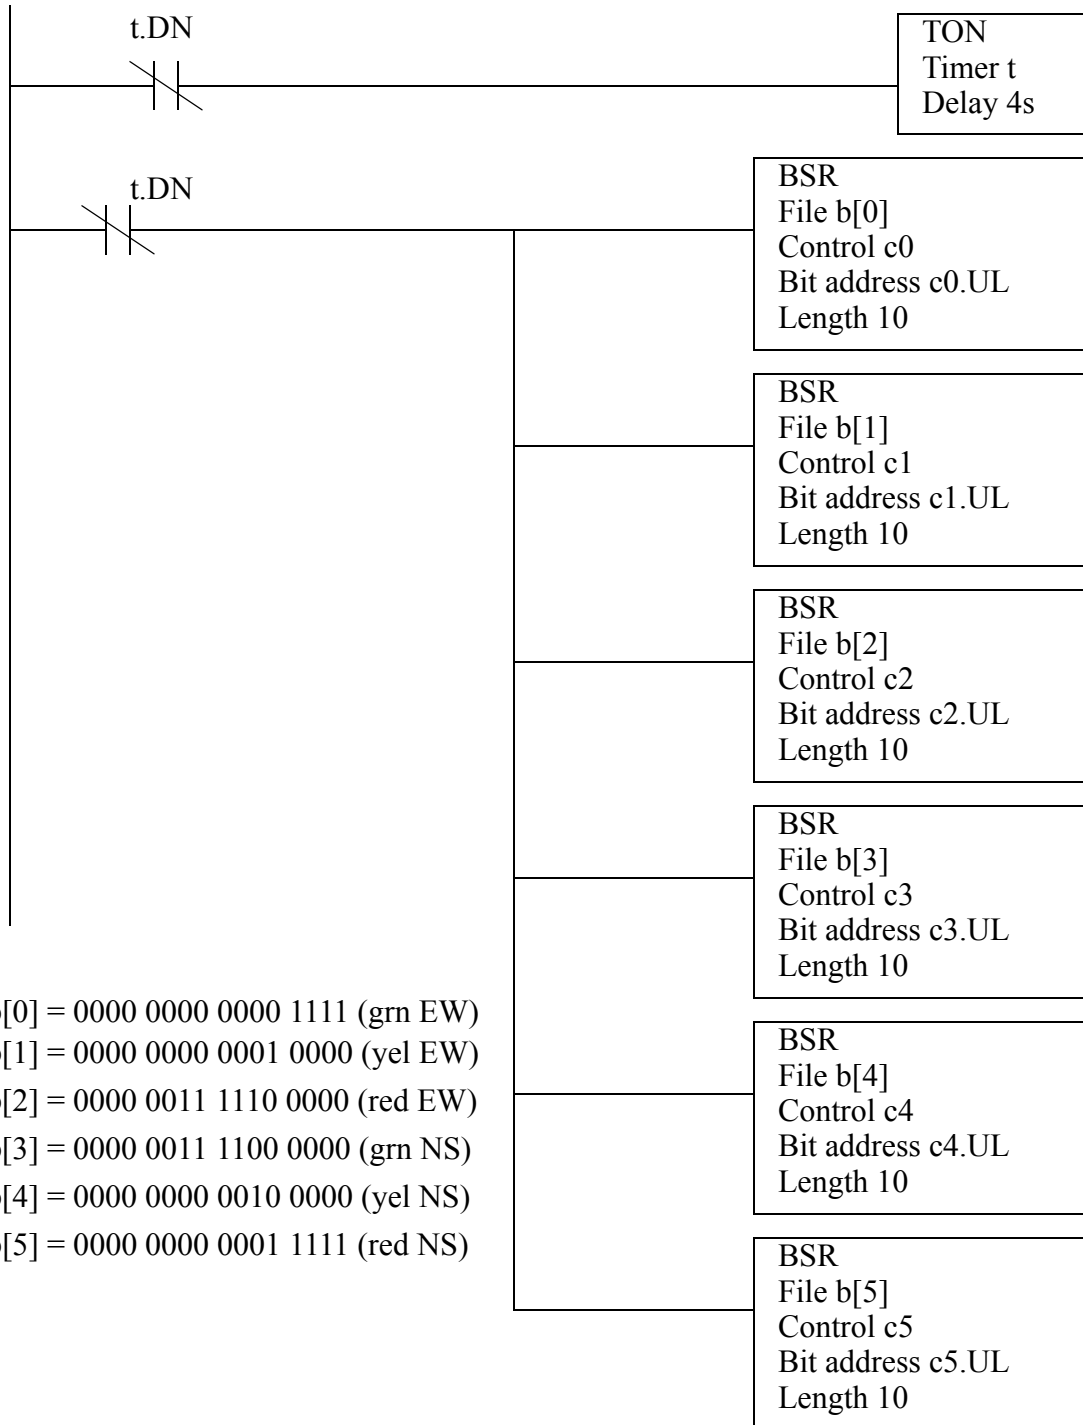 t.DN
TON
Timer t
Delay 4s
t.DN
BSR
File b[0]
Control c0
Bit address c0.UL
Length 10
BSR
File b[1]
Control c1
Bit address c1.UL
Length 10
BSR
File b[2]
Control c2
Bit address c2.UL
Length 10
BSR
File b[3]
Control c3
Bit address c3.UL
Length 10
BSR
File b[4]
Control c4
Bit address c4.UL
Length 10
BSR
File b[5]
Control c5
Bit address c5.UL
Length 10
[0] = 0000 0000 0000 1111 (grn EW)
[1] = 0000 0000 0001 0000 (yel EW)
[2] = 0000 0011 1110 0000 (red EW)
[3] = 0000 0011 1100 0000 (grn NS)
[4] = 0000 0000 0010 0000 (yel NS)
[5] = 0000 0000 0001 1111 (red NS)